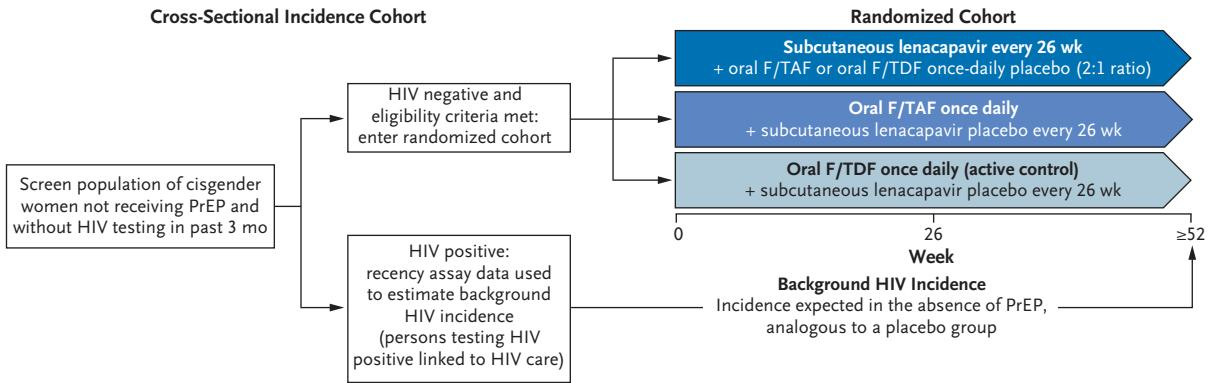 Cross-Sectional Incidence Cohort
Randomized Cohort
Screen population of cisgender
women not receiving PrEP and
without HIV testing in past 3 mo
HIV negative and
eligibility criteria met:
enter randomized cohort
HIV positive:
recency assay data used
to estimate background
HIV incidence
(persons testing HIV
positive linked to HIV care)
Subcutaneous lenacapavir every 26 wk
+ oral F/TAF or oral F/TDF once-daily placebo (2:1 ratio)
Oral F/TAF once daily
+ subcutaneous lenacapavir placebo every 26 wk
Oral F/TDF once daily (active control)
+ subcutaneous lenacapavir placebo every 26 wk
0
26
≥52
Week
Background HIV Incidence
Incidence expected in the absence of PrEP,
analogous to a placebo group